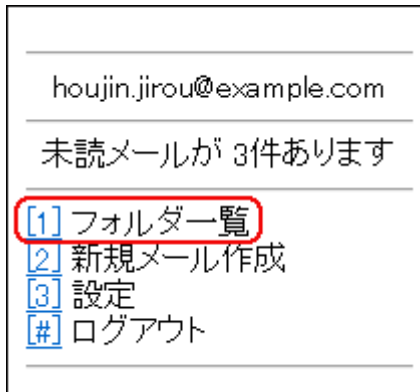 houjin.jirou@example.com
未読メールが 3件あります
[1] フォルダ一覧
[2] 新規メール作成
[3] 設定
[#] ログアウト